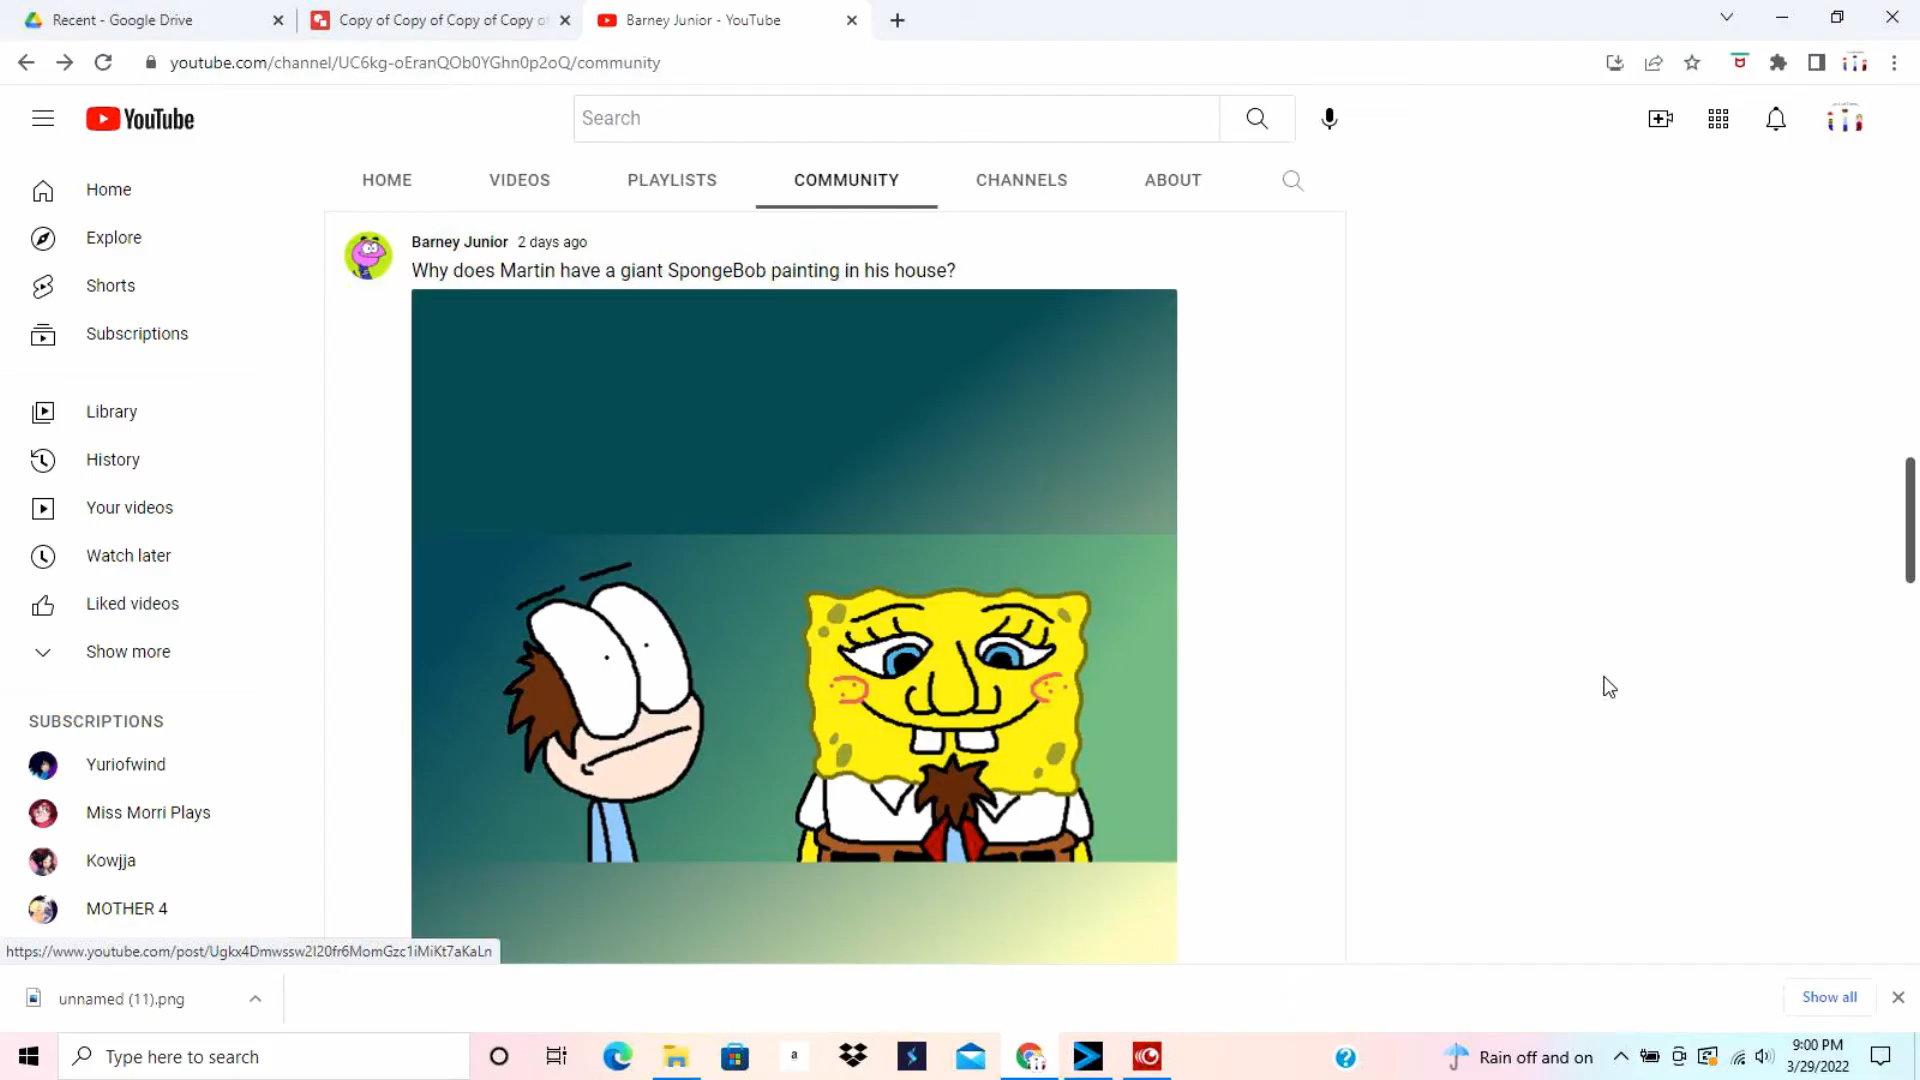 Recent - Google Drive
Copy of Copy of Copy of Copy o
Barney Junior - YouTube
youtube.com/channel/UC6kg-oEranQOb0YGhn0p2oQ/community
YouTube
Search
HOME
VIDEOS
PLAYLISTS
COMMUNITY
CHANNELS
ABOUT
Home
Explore
Shorts
Subscriptions
Library
History
Your videos
Watch later
Liked videos
Show more
SUBSCRIPTIONS
Yuriofwind
Miss Morri Plays
Kowjja
MOTHER 4
Barney Junior 2 days ago
Why does Martin have a giant SpongeBob painting in his house?
https://www.youtube.com/post/Ugkx4Dmwssw2I20fr6MomGzc1iMiKt7aKaLn
unnamed (11).png
Show all
Type here to search
a
Rain off and on
9:00 PM
3/29/2022